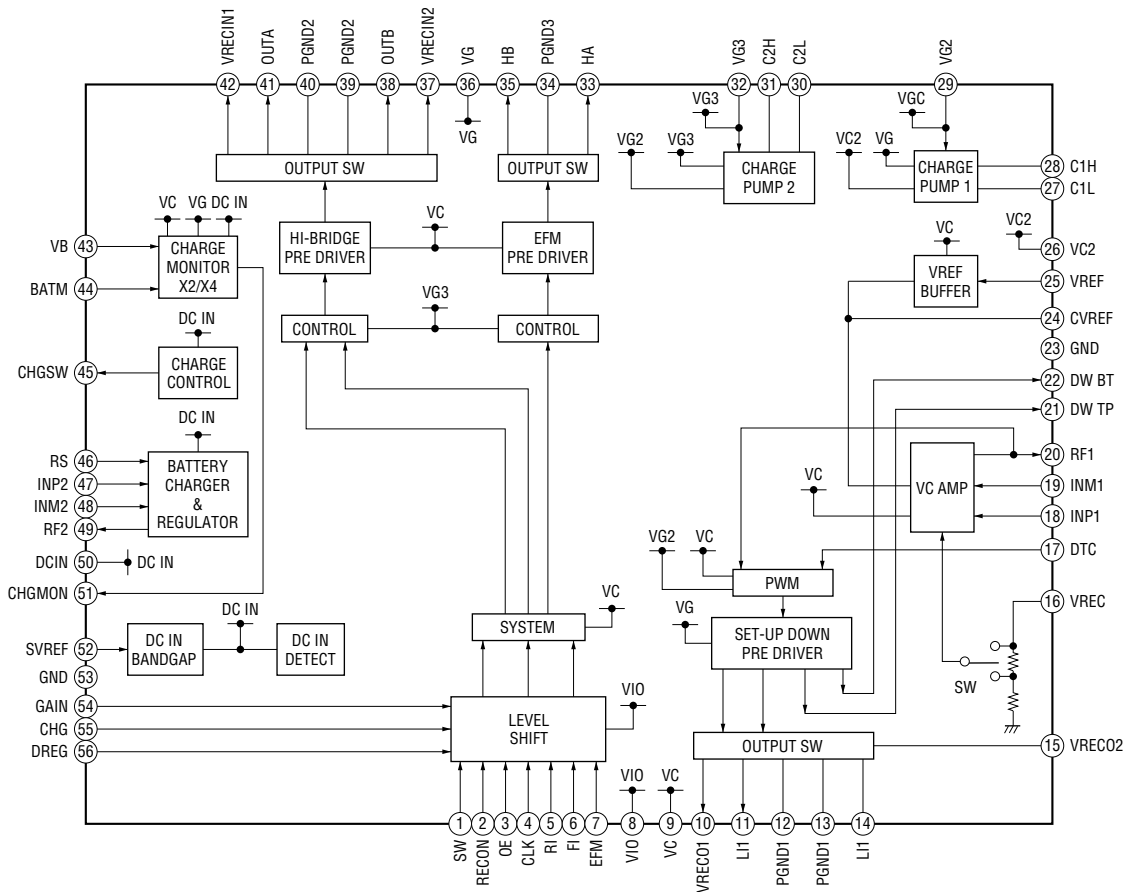 VRECIN1
OUTA
PGND2
PGND2
OUTB
VRECIN2
VG
HB
PGND3
HA
VG3
C2H
C2L
VG2
42
41
40
39
38
37
36
35
34
33
32
31
30
29
VG
VG3
VGC
OUTPUT SW
OUTPUT SW
VG2
VG3
CHARGE
PUMP 2
VC2
VG
CHARGE
PUMP 1
28 C1H
27 C1L
VC VG DC IN
VB 43
BATM 44
CHARGE
MONITOR
X2/X4
HI-BRIDGE
PRE DRIVER
VC
EFM
PRE DRIVER
VC
VREF
BUFFER
VC2
26 VC2
25 VREF
24 CVREF
23 GND
22 DW BT
21 DW TP
VG3
CONTROL
CONTROL
DC IN
CHGSW 45
CHARGE
CONTROL
DC IN
RS 46
INP2 47
INM2 48
RF2 49
BATTERY
CHARGER
&
REGULATOR
VC AMP
20 RF1
19 INM1
18 INP1
VC
DCIN 50
DC IN
CHGMON 51
VG2
VC
17 DTC
PWM
16 VREC
DC IN
SVREF 52
DC IN
BANDGAP
DC IN
DETECT
SYSTEM
VC
VG
SET-UP DOWN
PRE DRIVER
SW
GND 53
GAIN 54
CHG 55
DREG 56
LEVEL
SHIFT
VIO
OUTPUT SW
15 VRECO2
VIO
VC
1
2
3
4
5
6
7
8
9
10
11
12
13
14
SW
RECON
OE
CLK
RI
FI
EFM
VIO
VC
VRECO1
LI1
PGND1
PGND1
LI1